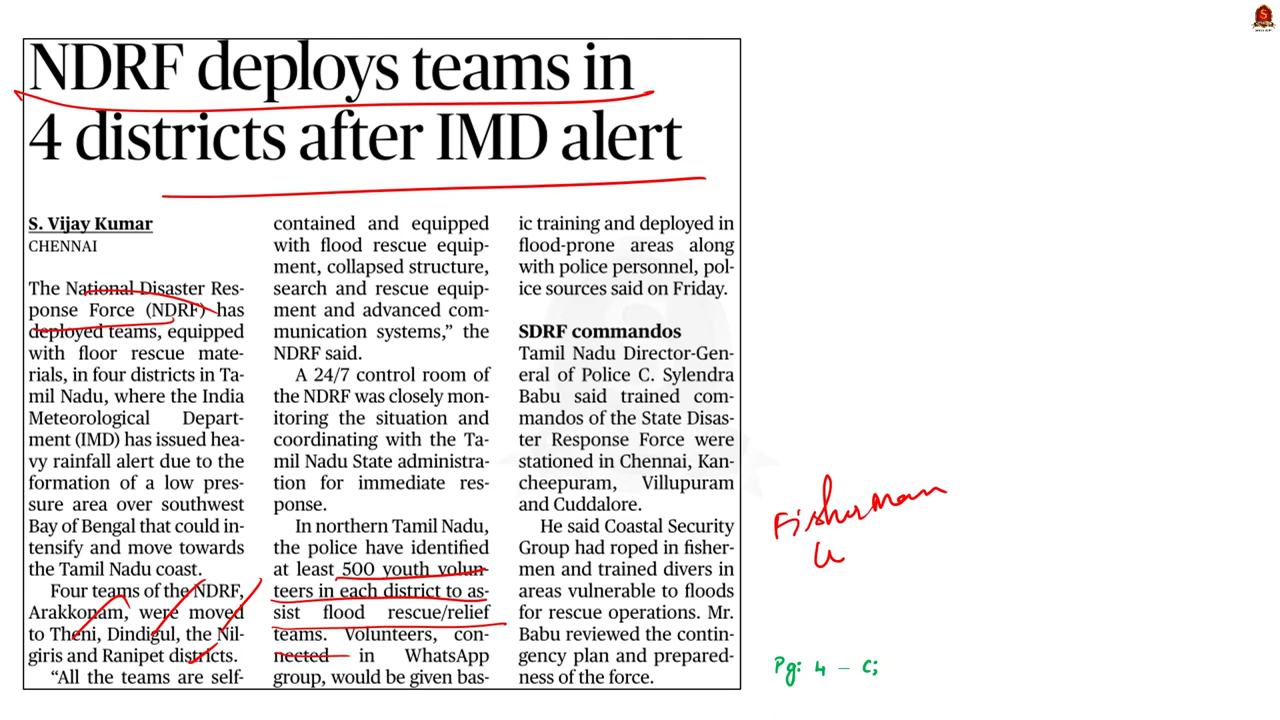 NDRF deploys teams in
4 districts after IMD alert
S. Vijay Kumar
CHENNAI
The National Disaster Res-
ponse Force (NDRF) has
deployed teams, equipped
with floor rescue mate-
rials, in four districts in Ta-
mil Nadu, where the India
Meteorological Depart-
ment (IMD) has issued hea-
vy rainfall alert due to the
formation of a low pres-
sure area over southwest
Bay of Bengal that could in-
tensify and move towards
the Tamil Nadu coast.
Four teams of the NDRF,
Arakkonam, were moved
to Theni, Dindigul, the Nil-
giris and Ranipet districts.
“All the teams are self-
contained and equipped
with flood rescue equip-
ment, collapsed structure,
search and rescue equip-
ment and advanced com-
munication systems,” the
NDRF said.
A 24/7 control room of
the NDRF was closely mon-
itoring the situation and
coordinating with the Ta-
mil Nadu State administra-
tion for immediate res-
ponse.
In northern Tamil Nadu,
the police have identified
at least 500 youth volun-
teers in each district to as-
sist flood rescue/relief
teams. Volunteers, con-
nected in WhatsApp
group, would be given bas-
ic training and deployed in
flood-prone areas along
with police personnel, pol-
ice sources said on Friday.
SDRF commandos
Tamil Nadu Director-Gen-
eral of Police C. Sylendra
Babu said trained com-
mandos of the State Disas-
ter Response Force were
stationed in Chennai, Kan-
cheepuram, Villupuram
and Cuddalore.
He said Coastal Security
Group had roped in fisher-
men and trained divers in
areas vulnerable to floods
for rescue operations. Mr.
Babu reviewed the contin-
gency plan and prepared-
ness of the force.
Fisherman
Pg: 4 – C;